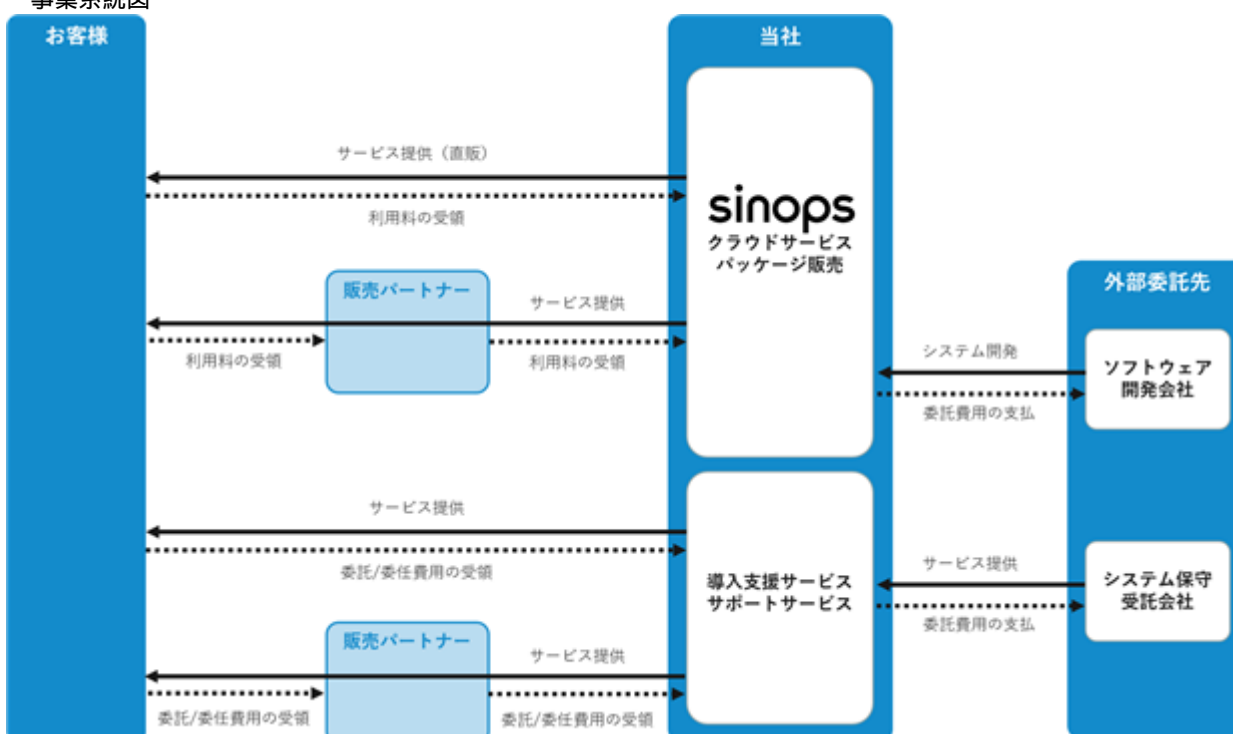 事業系統図
お客様
当社
サービス提供（直販）
利用料の受領
sinops
クラウドサービス
パッケージ販売
販売パートナー
サービス提供
利用料の受領
利用料の受領
外部委託先
システム開発
委託費用の支払
ソフトウェア
開発会社
サービス提供
委託/委任費用の受領
導入支援サービス
サポートサービス
サービス提供
委託費用の支払
システム保守
受託会社
販売パートナー
サービス提供
委託/委任費用の受領
委託/委任費用の受領